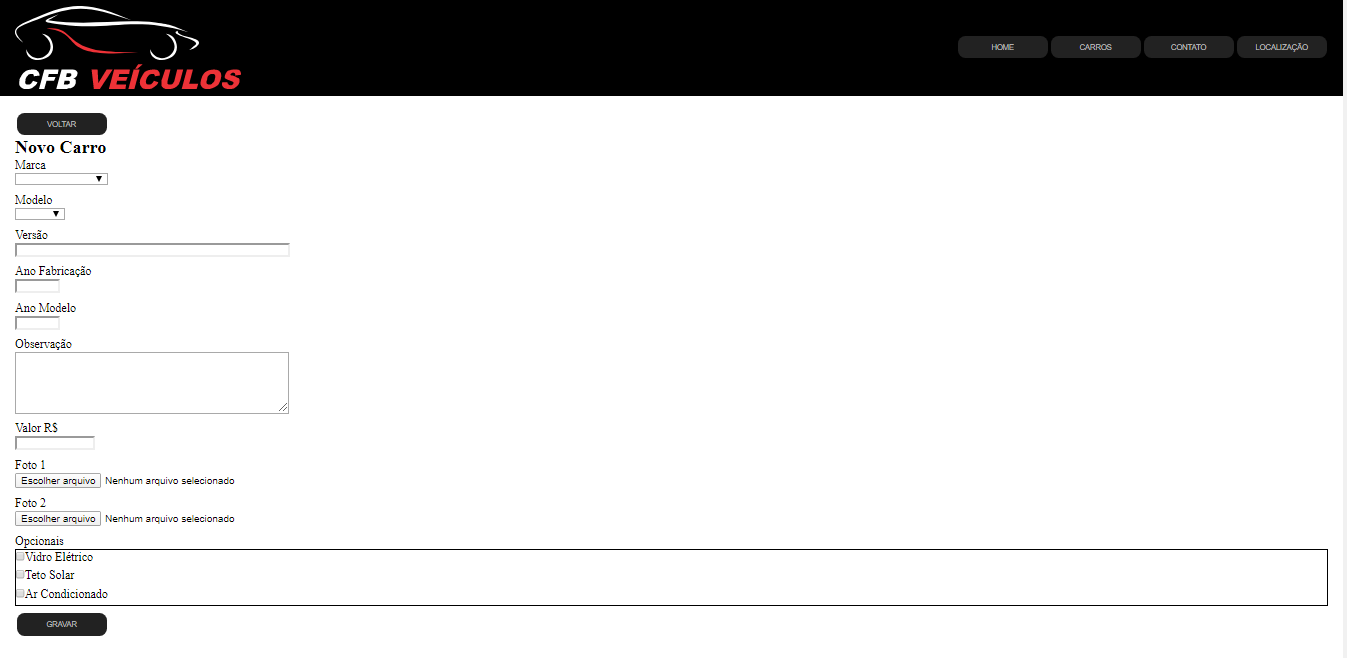 CFB VEÍCULOS
HOME CARROS CONTATO LOCALIZAÇÃO
VOLTAR
Novo Carro
Marca
Modelo
Versão
Ano Fabricação
Ano Modelo
Observação
Valor R$
Foto 1
Escolher arquivo Nenhum arquivo selecionado
Foto 2
Escolher arquivo Nenhum arquivo selecionado
Opcionais
Vidro Elétrico
Teto Solar
Ar Condicionado
GRAVAR